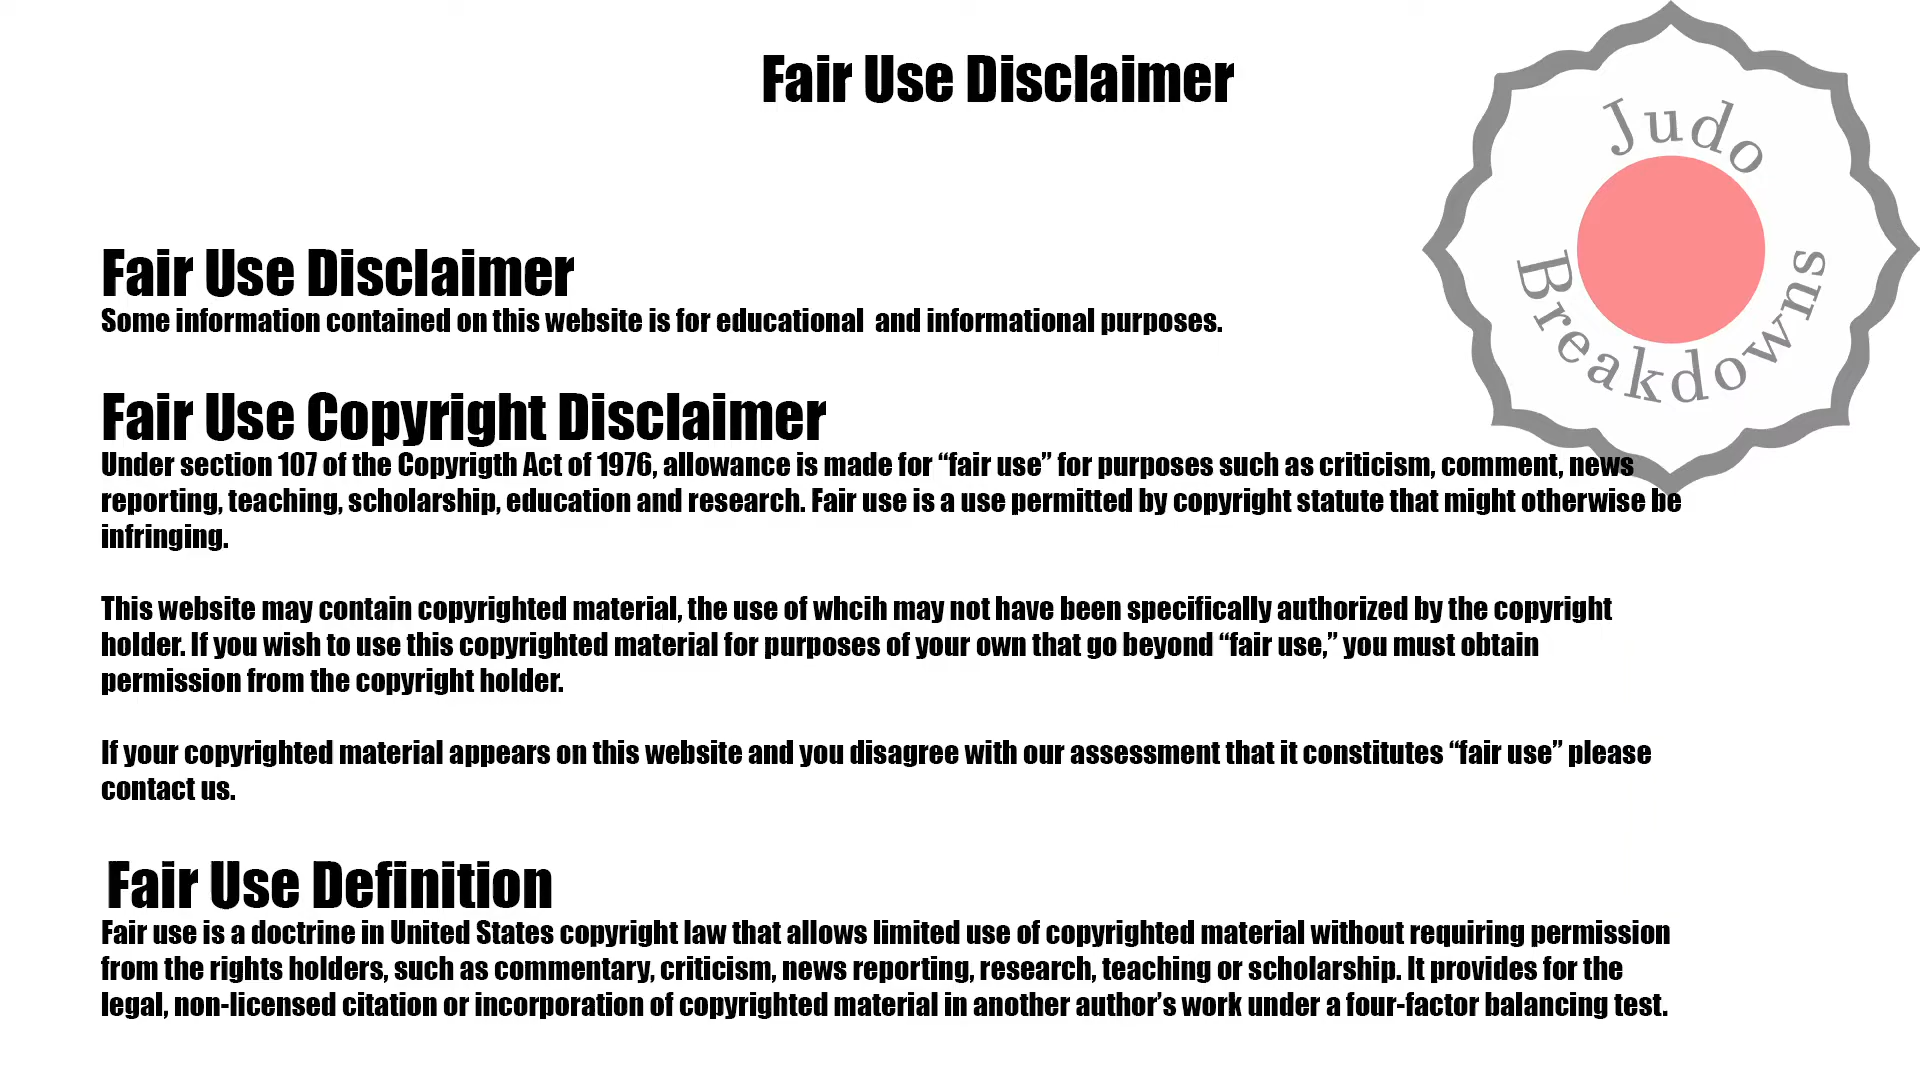 Fair Use Disclaimer
Judo
Breakdowns
Fair Use Disclaimer
Some information contained on this website is for educational  and informational purposes.
Fair Use Copyright Disclaimer
Under section 107 of the Copyrigth Act of 1976, allowance is made for “fair use” for purposes such as criticism, comment, news
reporting, teaching, scholarship, education and research. Fair use is a use permitted by copyright statute that might otherwise be
infringing.
This website may contain copyrighted material, the use of whcih may not have been specifically authorized by the copyright
holder. If you wish to use this copyrighted material for purposes of your own that go beyond “fair use,” you must obtain
permission from the copyright holder.
If your copyrighted material appears on this website and you disagree with our assessment that it constitutes “fair use” please
contact us.
Fair Use Definition
Fair use is a doctrine in United States copyright law that allows limited use of copyrighted material without requiring permission
from the rights holders, such as commentary, criticism, news reporting, research, teaching or scholarship. It provides for the
legal, non-licensed citation or incorporation of copyrighted material in another author’s work under a four-factor balancing test.